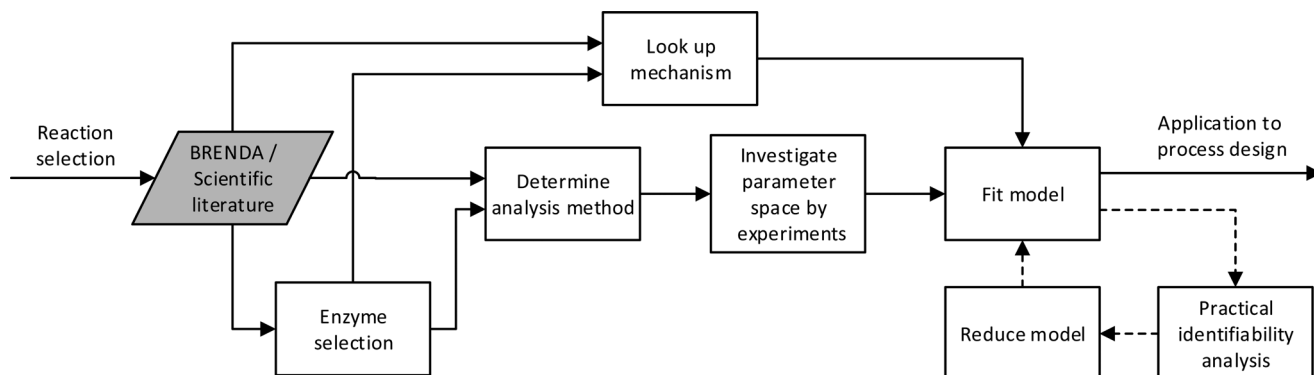 Look up
mechanism
Reaction
selection
BRENDA /
Scientific
literature
Determine
analysis method
Investigate
parameter
space by
experiments
Fit model
Application to
process design
Enzyme
selection
Reduce model
Practical
identifiability
analysis